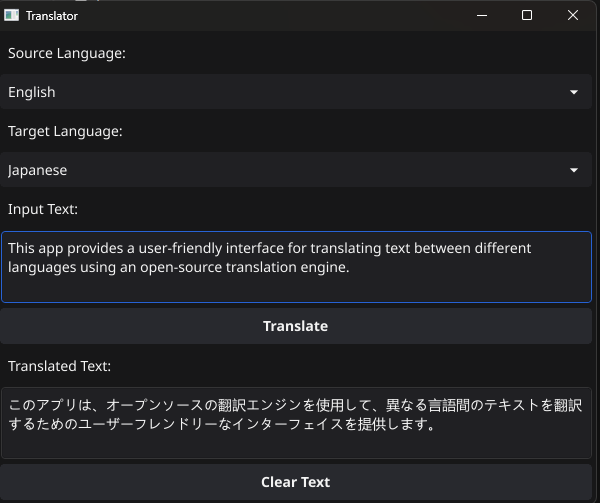 Translator
Source Language:
English
Target Language:
Japanese
Input Text:
This app provides a user-friendly interface for translating text between different
languages using an open-source translation engine.
Translate
Translated Text:
このアプリは、オープンソースの翻訳エンジンを使用して、異なる言語間のテキストを翻訳
するためのユーザーフレンドリーなインターフェイスを提供します。
Clear Text